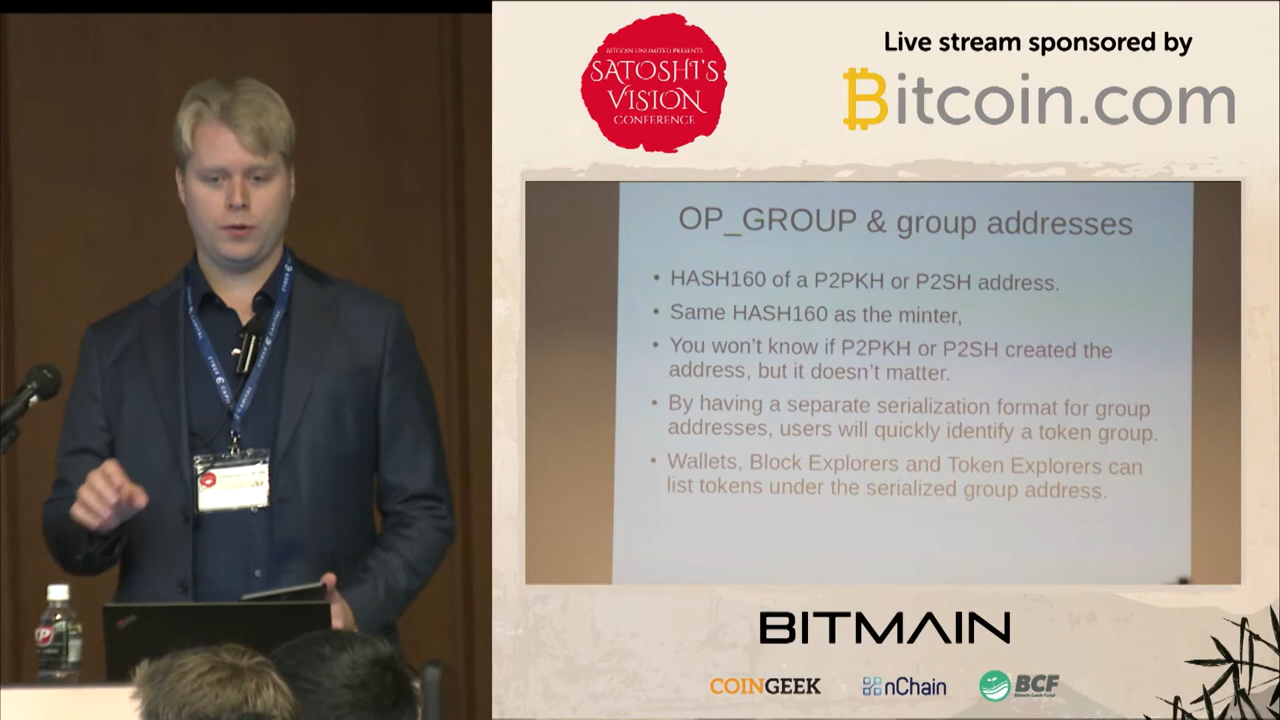 BITCOIN UNLIMITED PRESENTS
SATOSHI'S
VISION
CONFERENCE
Live stream sponsored by
Bitcoin.com
OP_GROUP & group addresses
• HASH160 of a P2PKH or P2SH address.
• Same HASH160 as the minter,
• You won't know if P2PKH or P2SH created the
address, but it doesn't matter.
• By having a separate serialization format for group
addresses, users will quickly identify a token group.
• Wallets, Block Explorers and Token Explorers can
list tokens under the serialized group address.
BITMAIN
COINGEEK
nChain
BCF